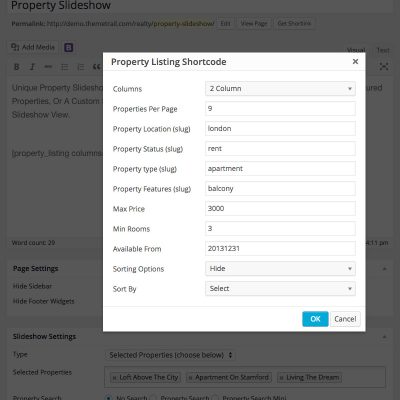 Property Slideshow
Permalink: http://demo.themetrail.com/realty/property-slideshow/ Edit View Page Get Shortlink
Add Media
Visual Text
Property Listing Shortcode ×
Unique Property Slidesho
Properties, Or A Custom
Slideshow View.
[property_listing columns
Columns 2 Column
Properties Per Page 9
Property Location (slug) london
Property Status (slug) rent
Property type (slug) apartment
Property Features (slug) balcony
Max Price 3000
Min Rooms 3
Available From 20131231
Sorting Options Hide
Sort By Select
OK Cancel
Word count: 29
4:11 pm
Page Settings
Hide Sidebar
Hide Footer Widgets
Slideshow Settings
Type Selected Properties (choose below)
Selected Properties × Loft Above The City × Apartment On Stamford × Living The Dream
Property Search No Search Property Search Property Search Mini